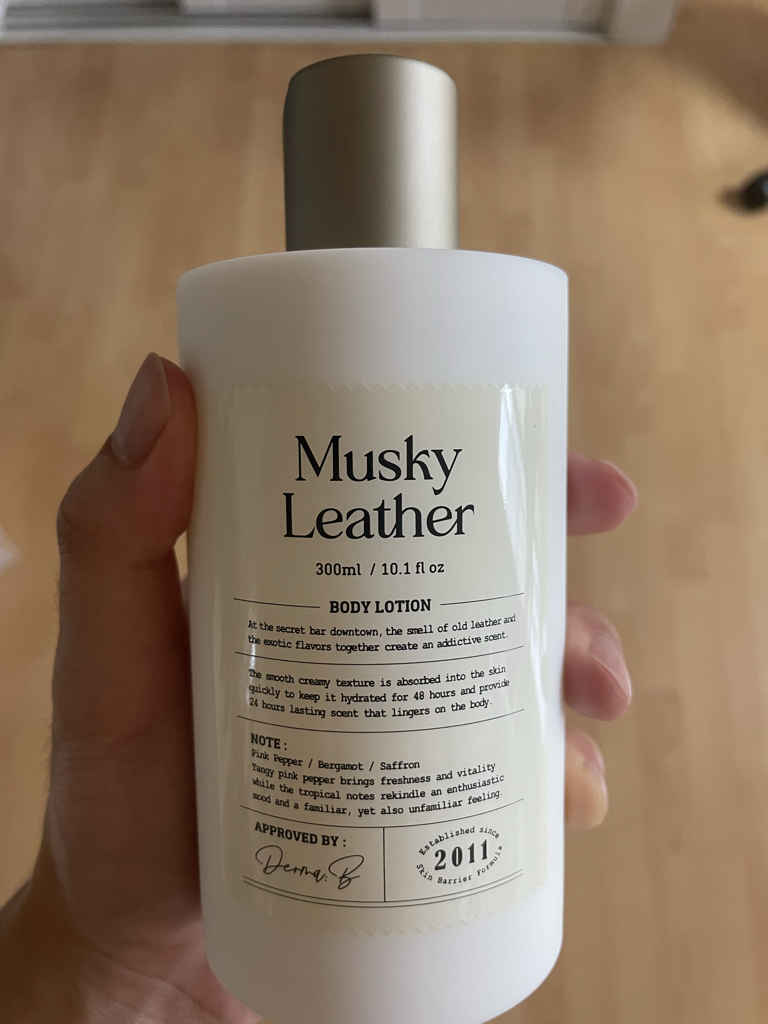 Musky
Leather
300ml / 10.1 fl oz
BODY LOTION
At the secret bar downtown, the smell of old leather and
the exotic flavors together create an addictive scent.
The smooth creamy texture is absorbed into the skin
quickly to keep it hydrated for 48 hours and provide
24 hours lasting scent that lingers on the body.
NOTE :
Pink Pepper / Bergamot / Saffron
Tangy pink pepper brings freshness and vitality
while the tropical notes rekindle an enthusiastic
mood and a familiar, yet also unfamiliar feeling.
APPROVED BY :
Derma: B
Established since
2011
Skin Barrier Formula